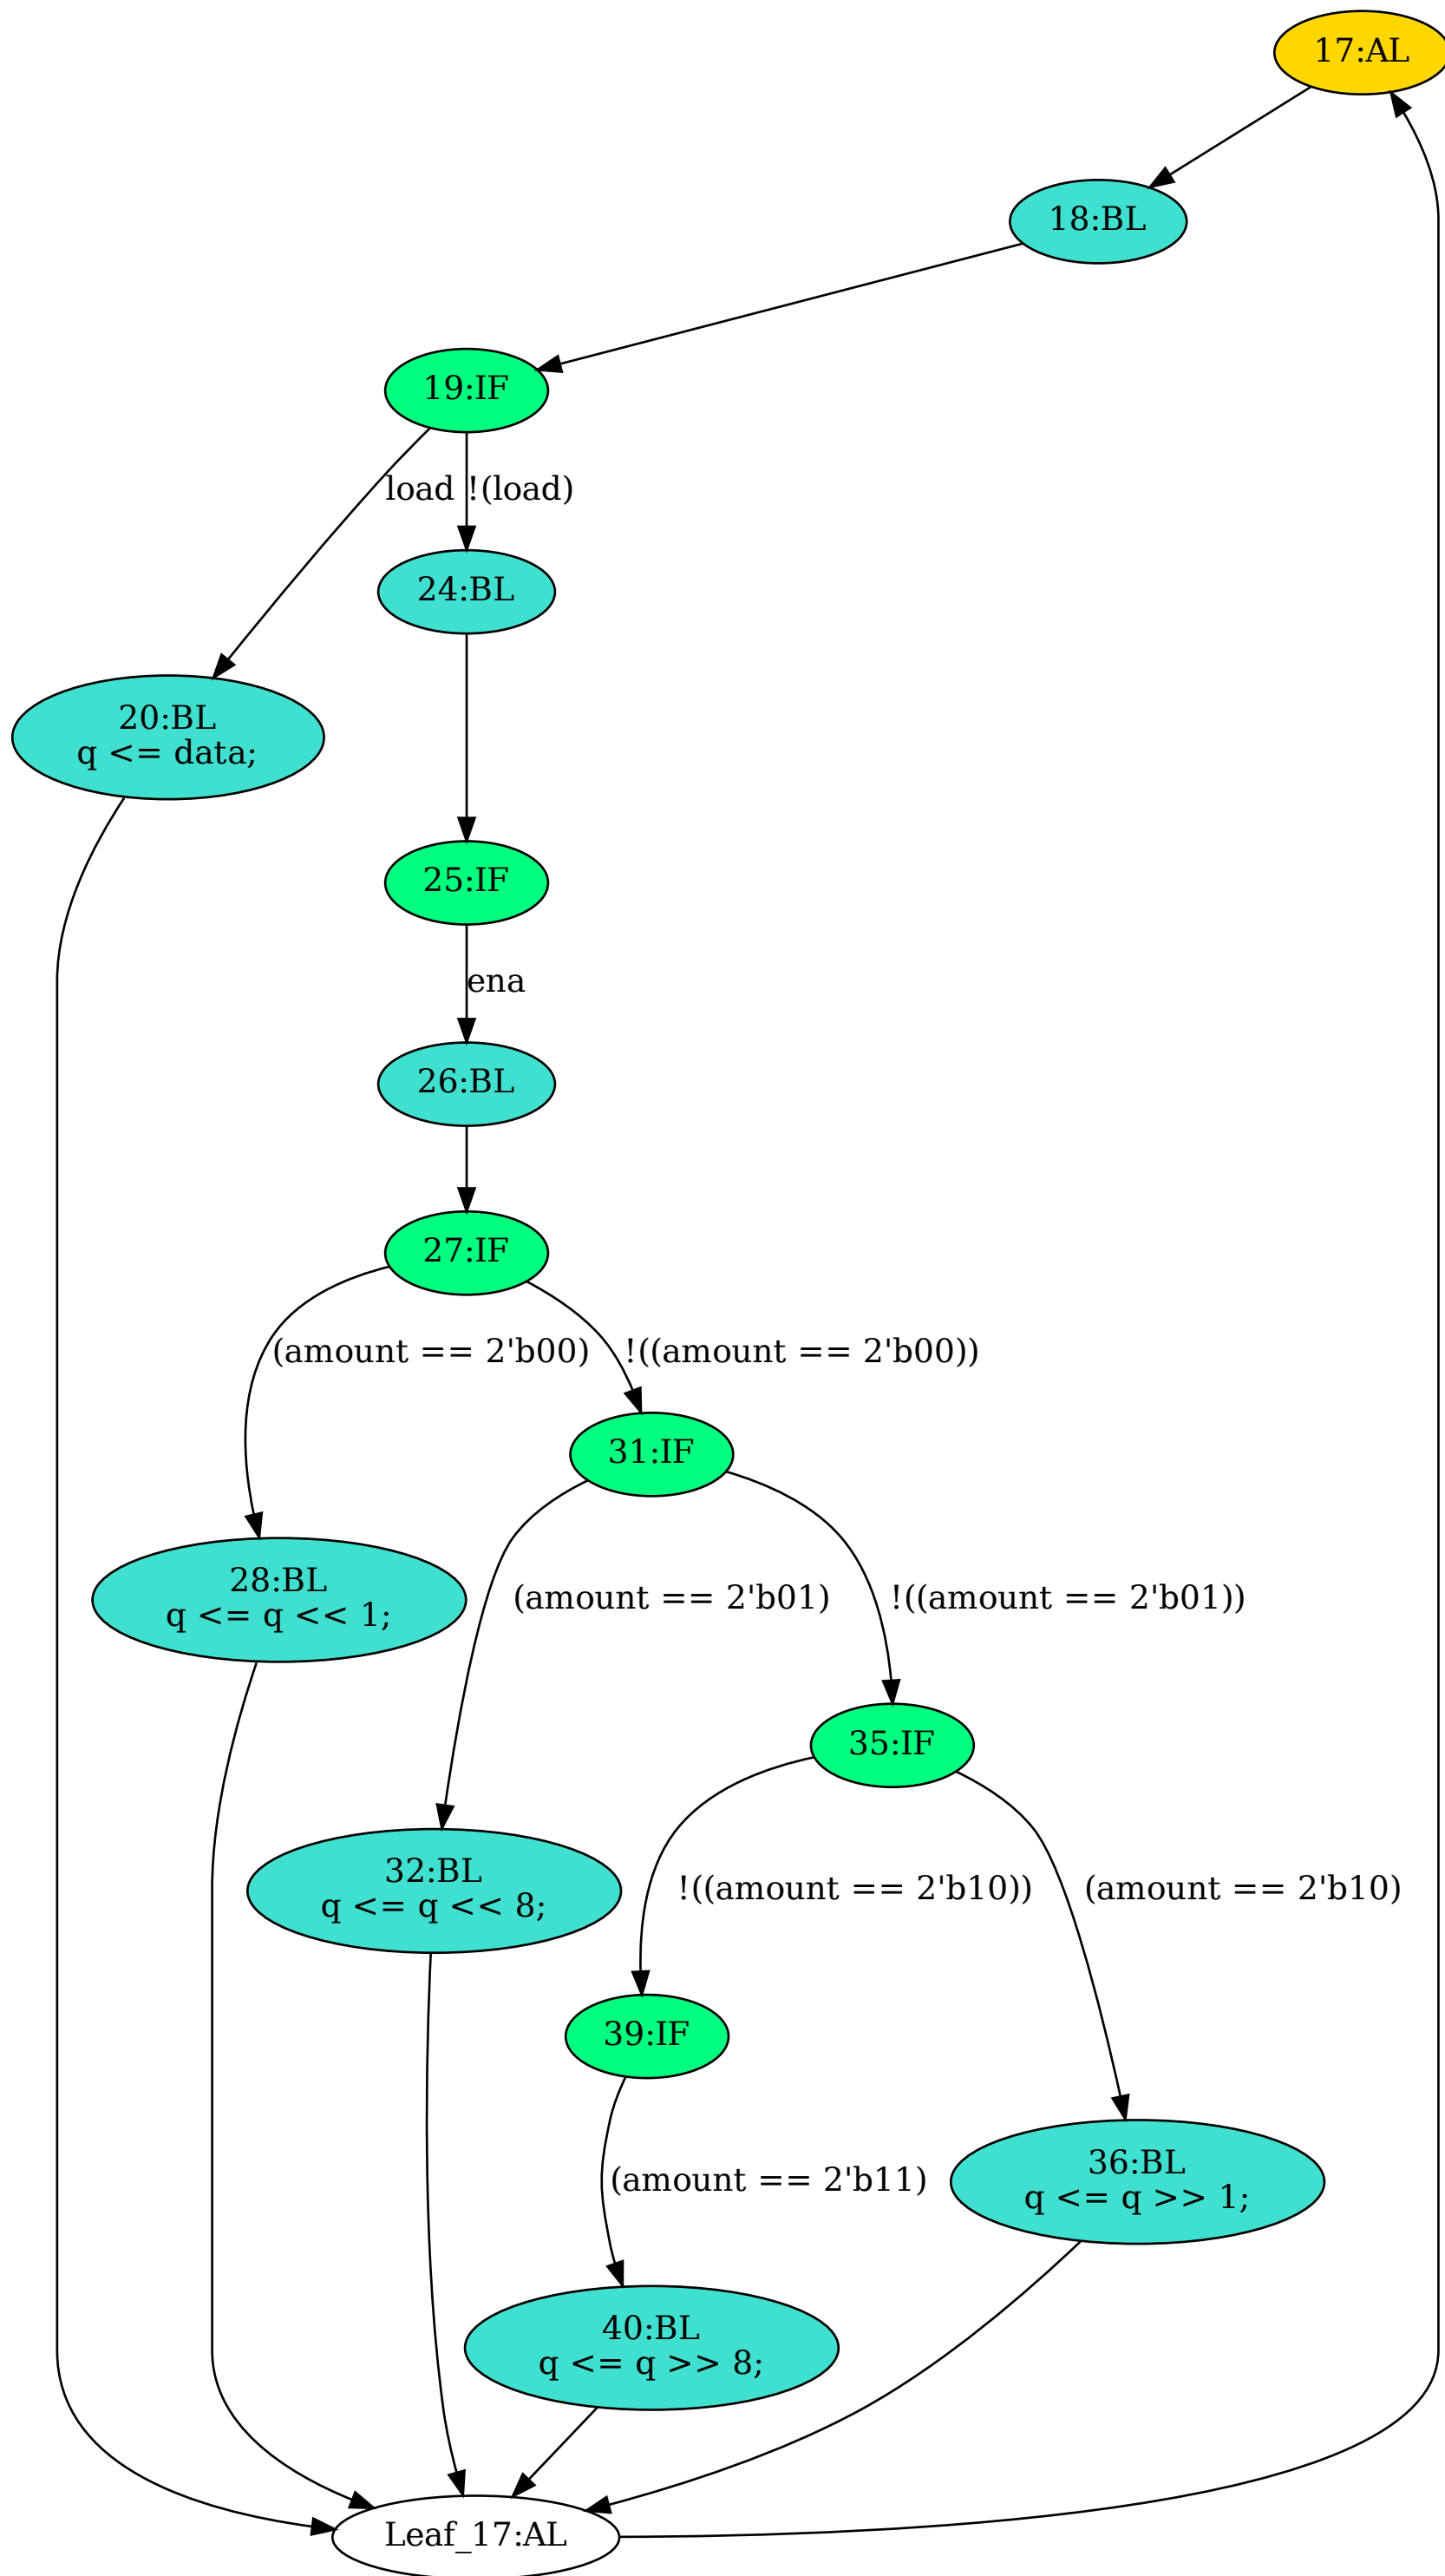 17:AL
18:BL
19:IF
load
!(load)
24:BL
20:BL
q <= data;
25:IF
ena
26:BL
27:IF
(amount == 2'b00)
!((amount == 2'b00))
31:IF
28:BL
q <= q << 1;
(amount == 2'b01)
!((amount == 2'b01))
35:IF
32:BL
q <= q << 8;
!((amount == 2'b10))
(amount == 2'b10)
39:IF
36:BL
q <= q >> 1;
(amount == 2'b11)
40:BL
q <= q >> 8;
Leaf_17:AL